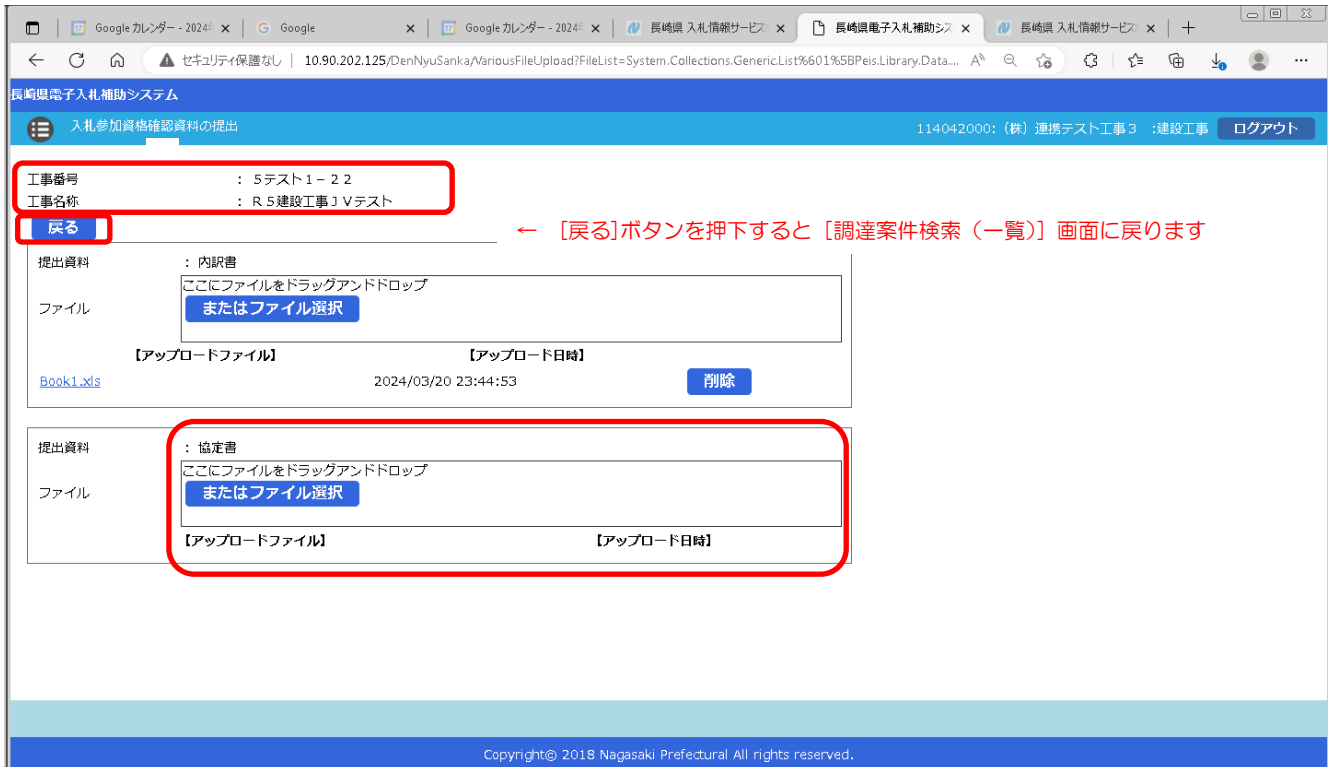 Google カレンダー - 2024年
Google
Google カレンダー - 2024年
長崎県 入札情報サービス
長崎県電子入札補助シス
長崎県 入札情報サービス
セキュリティ保護なし | 10.90.202.125/DenNyuSanka/VariousFileUpload?FileList=System.Collections.Generic.List%601%5BPeis.Library.Data....
長崎県電子入札補助システム
入札参加資格確認資料の提出
114042000:（株）連携テスト工事３ :建設工事
ログアウト
工事番号 : 5テスト１－２２
工事名称 : Ｒ５建設工事ＪＶテスト
戻る
← [戻る]ボタンを押下すると［調達案件検索（一覧）］画面に戻ります
提出資料 : 内訳書
ここにファイルをドラッグアンドドロップ
ファイル
またはファイル選択
【アップロードファイル】 【アップロード日時】
Book1.xls 2024/03/20 23:44:53 削除
提出資料 : 協定書
ここにファイルをドラッグアンドドロップ
ファイル
またはファイル選択
【アップロードファイル】 【アップロード日時】
Copyright© 2018 Nagasaki Prefectural All rights reserved.